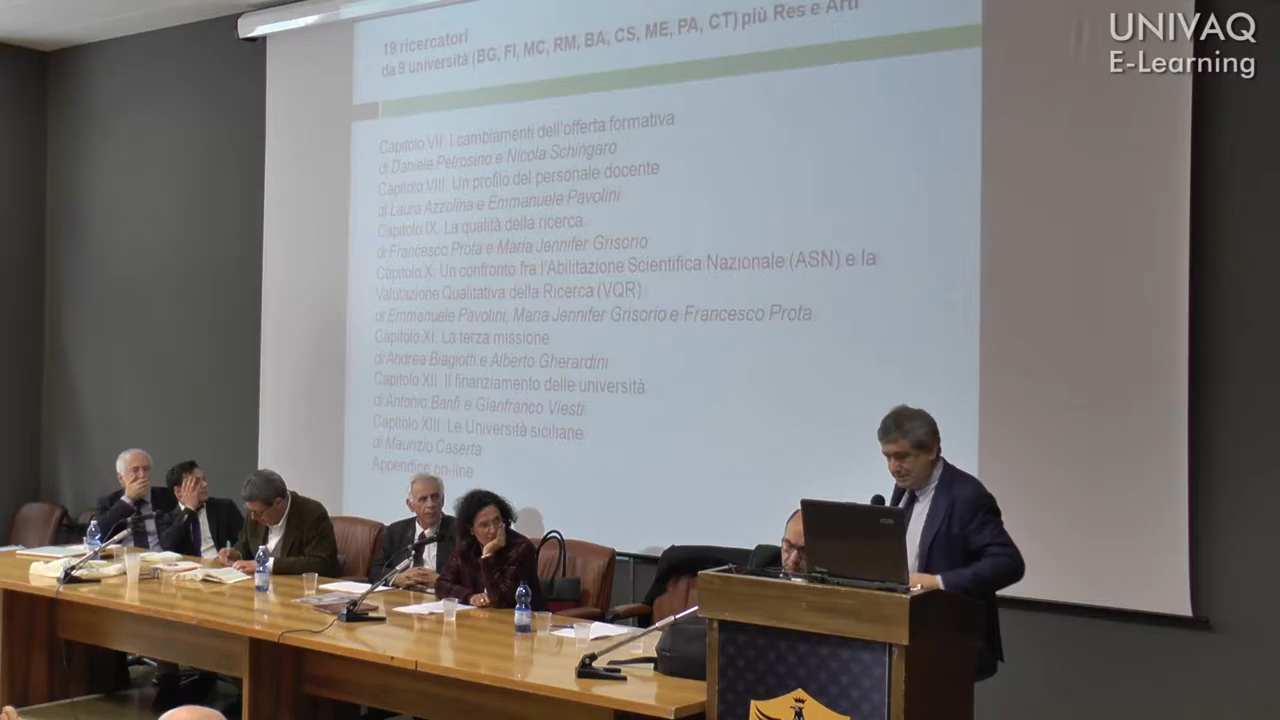 UNIVAQ
E-Learning
19 ricercatori
da 9 università (BG, FI, MC, RM, BA, CS, ME, PA, CT) più Res e Arti
Capitolo VII. I cambiamenti dell'offerta formativa
di Daniele Petrosino e Nicola Schingaro
Capitolo VIII. Un profilo del personale docente
di Laura Azzolina e Emmanuele Pavolini
Capitolo IX. La qualità della ricerca
di Francesco Prota e Maria Jennifer Grisorio
Capitolo X. Un confronto fra l'Abilitazione Scientifica Nazionale (ASN) e la
Valutazione Qualitativa della Ricerca (VQR)
di Emmanuele Pavolini, Maria Jennifer Grisorio e Francesco Prota
Capitolo XI. La terza missione
di Andrea Biagiotti e Alberto Gherardini
Capitolo XII. Il finanziamento delle università
di Antonio Banfi e Gianfranco Viesti
Capitolo XIII. Le Università siciliane
di Maurizio Caserta
Appendice on-line